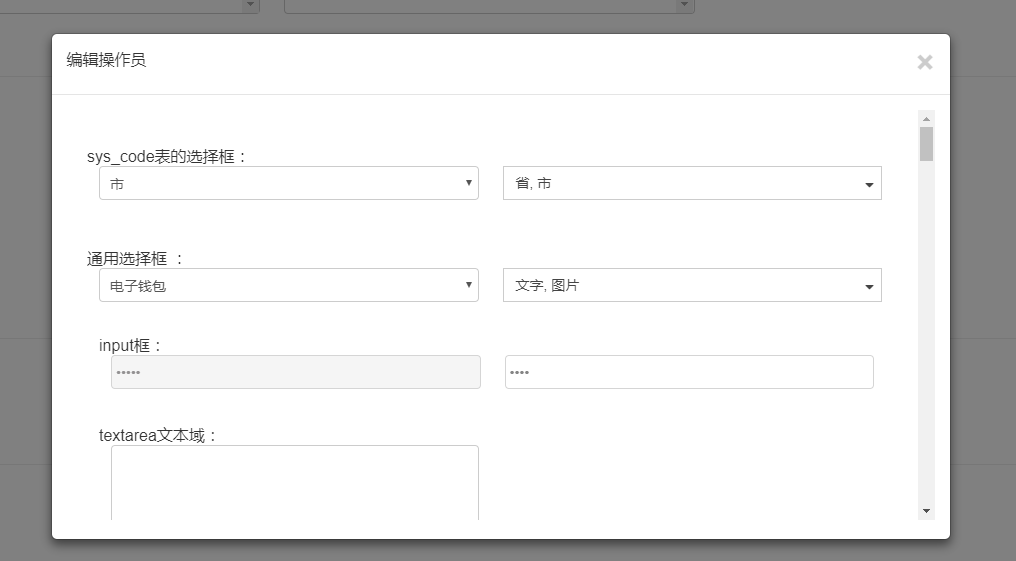 编辑操作员 ×
sys_code表的选择框：
市 省, 市
通用选择框 ：
电子钱包 文字, 图片
input框：
••••• ••••
textarea文本域：